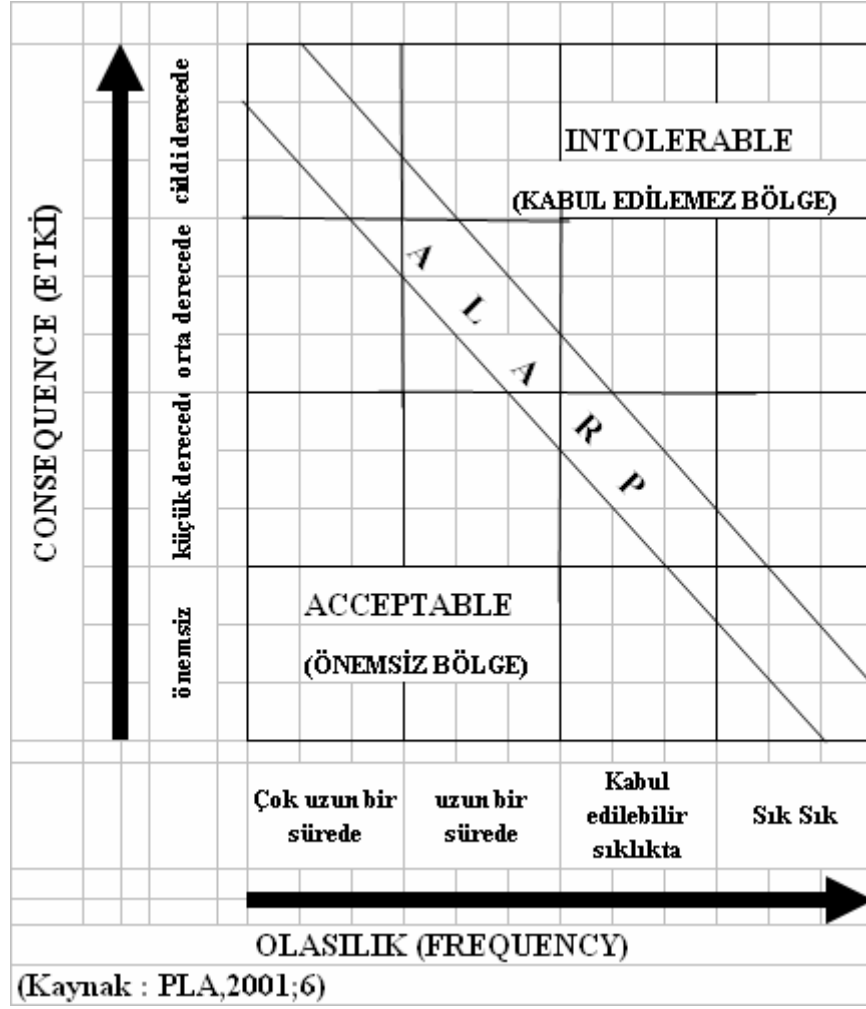 CONSEQUENCE (ETKİ)
ciddi derecede
orta derecede
küçük derecede
önemsiz
INTOLERABLE
(KABUL EDİLEMEZ BÖLGE)
A L A R P
ACCEPTABLE
(ÖNEMSİZ BÖLGE)
Çok uzun bir
sürede
uzun bir
sürede
Kabul
edilebilir
sıklıkta
Sık Sık
OLASILIK (FREQUENCY)
(Kaynak : PLA,2001;6)